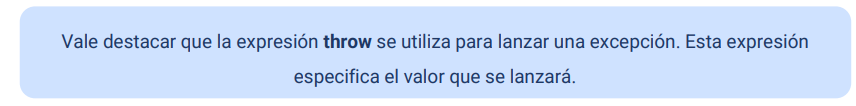 Vale destacar que la expresión throw se utiliza para lanzar una excepción. Esta expresión
especifica el valor que se lanzará.